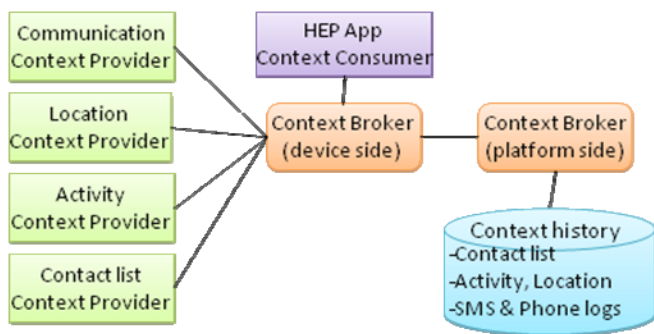 Communication
Context Provider
HEP App
Context Consumer
Location
Context Provider
Context Broker
(device side)
Context Broker
(platform side)
Activity
Context Provider
Contact list
Context Provider
Context history
-Contact list
-Activity, Location
-SMS & Phone logs